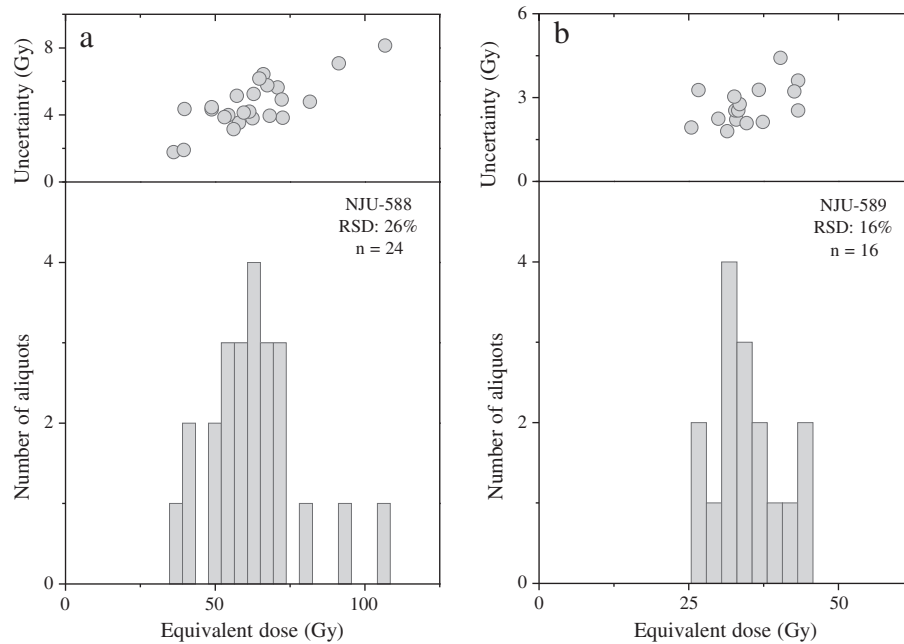 a
Uncertainty (Gy)
8
4
0
NJU-588
RSD: 26%
n = 24
Number of aliquots
4
2
0
0
50
100
Equivalent dose (Gy)
b
Uncertainty (Gy)
6
3
0
NJU-589
RSD: 16%
n = 16
Number of aliquots
4
2
0
0
25
50
Equivalent dose (Gy)